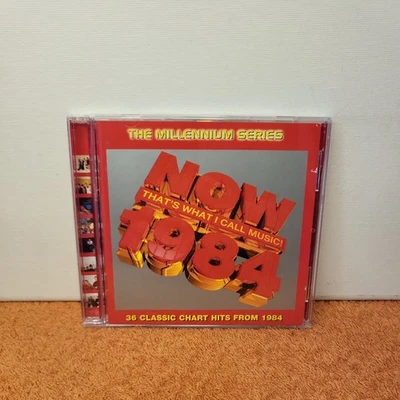 THE MILLENNIUM SERIES
NOW
THAT'S WHAT I CALL MUSIC!
1984
36 CLASSIC CHART HITS FROM 1984